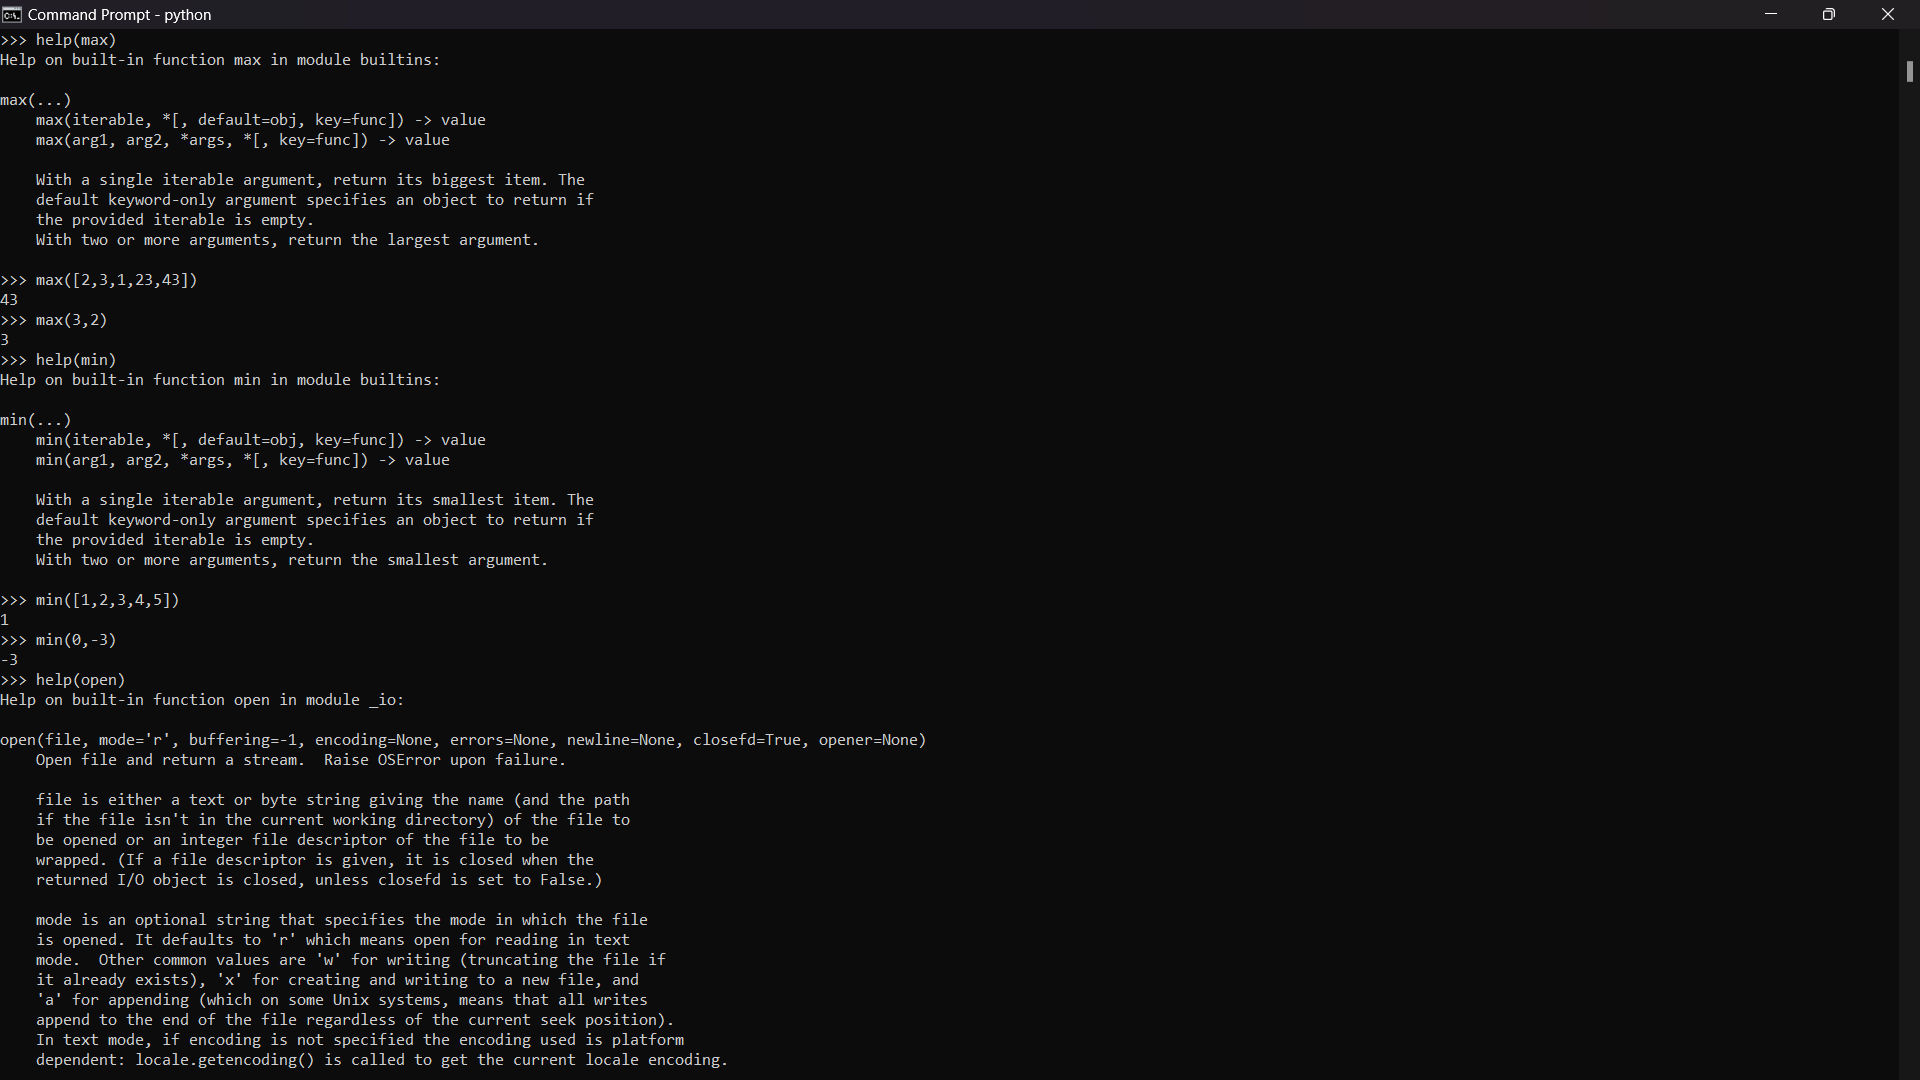 Command Prompt - python
>>> help(max)
Help on built-in function max in module builtins:

max(...)
    max(iterable, *[, default=obj, key=func]) -> value
    max(arg1, arg2, *args, *[, key=func]) -> value

    With a single iterable argument, return its biggest item. The
    default keyword-only argument specifies an object to return if
    the provided iterable is empty.
    With two or more arguments, return the largest argument.

>>> max([2,3,1,23,43])
43
>>> max(3,2)
3
>>> help(min)
Help on built-in function min in module builtins:

min(...)
    min(iterable, *[, default=obj, key=func]) -> value
    min(arg1, arg2, *args, *[, key=func]) -> value

    With a single iterable argument, return its smallest item. The
    default keyword-only argument specifies an object to return if
    the provided iterable is empty.
    With two or more arguments, return the smallest argument.

>>> min([1,2,3,4,5])
1
>>> min(0,-3)
-3
>>> help(open)
Help on built-in function open in module _io:

open(file, mode='r', buffering=-1, encoding=None, errors=None, newline=None, closefd=True, opener=None)
    Open file and return a stream.  Raise OSError upon failure.

    file is either a text or byte string giving the name (and the path
    if the file isn't in the current working directory) of the file to
    be opened or an integer file descriptor of the file to be
    wrapped. (If a file descriptor is given, it is closed when the
    returned I/O object is closed, unless closefd is set to False.)

    mode is an optional string that specifies the mode in which the file
    is opened. It defaults to 'r' which means open for reading in text
    mode.  Other common values are 'w' for writing (truncating the file if
    it already exists), 'x' for creating and writing to a new file, and
    'a' for appending (which on some Unix systems, means that all writes
    append to the end of the file regardless of the current seek position).
    In text mode, if encoding is not specified the encoding used is platform
    dependent: locale.getencoding() is called to get the current locale encoding.